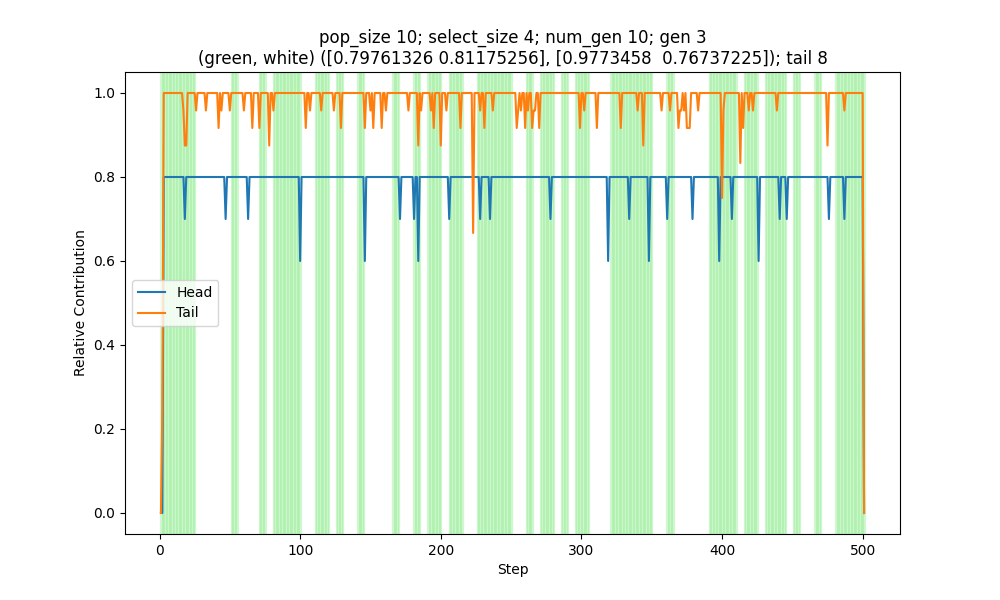 pop_size 10; select_size 4; num_gen 10; gen 3
(green, white) ([0.79761326 0.81175256], [0.9773458  0.76737225]); tail 8
1.0
0.8
0.6
0.4
0.2
0.0
Relative Contribution
Head
Tail
0
100
200
300
400
500
Step